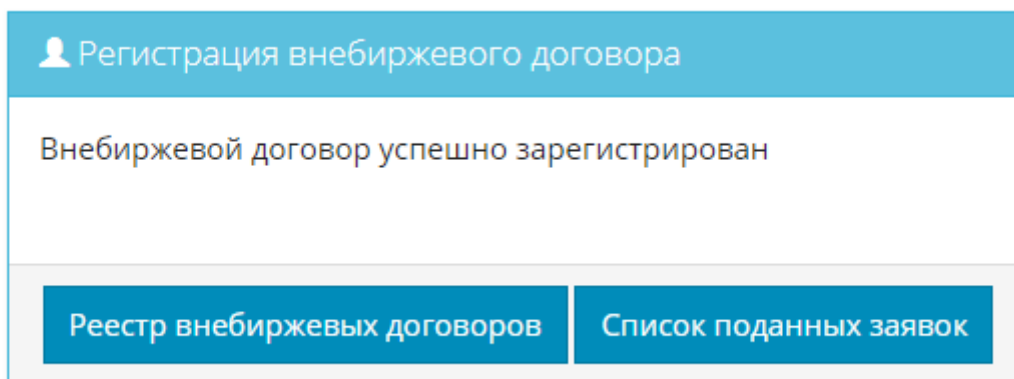 Регистрация внебиржевого договора
Внебиржевой договор успешно зарегистрирован
Реестр внебиржевых договоров
Список поданных заявок